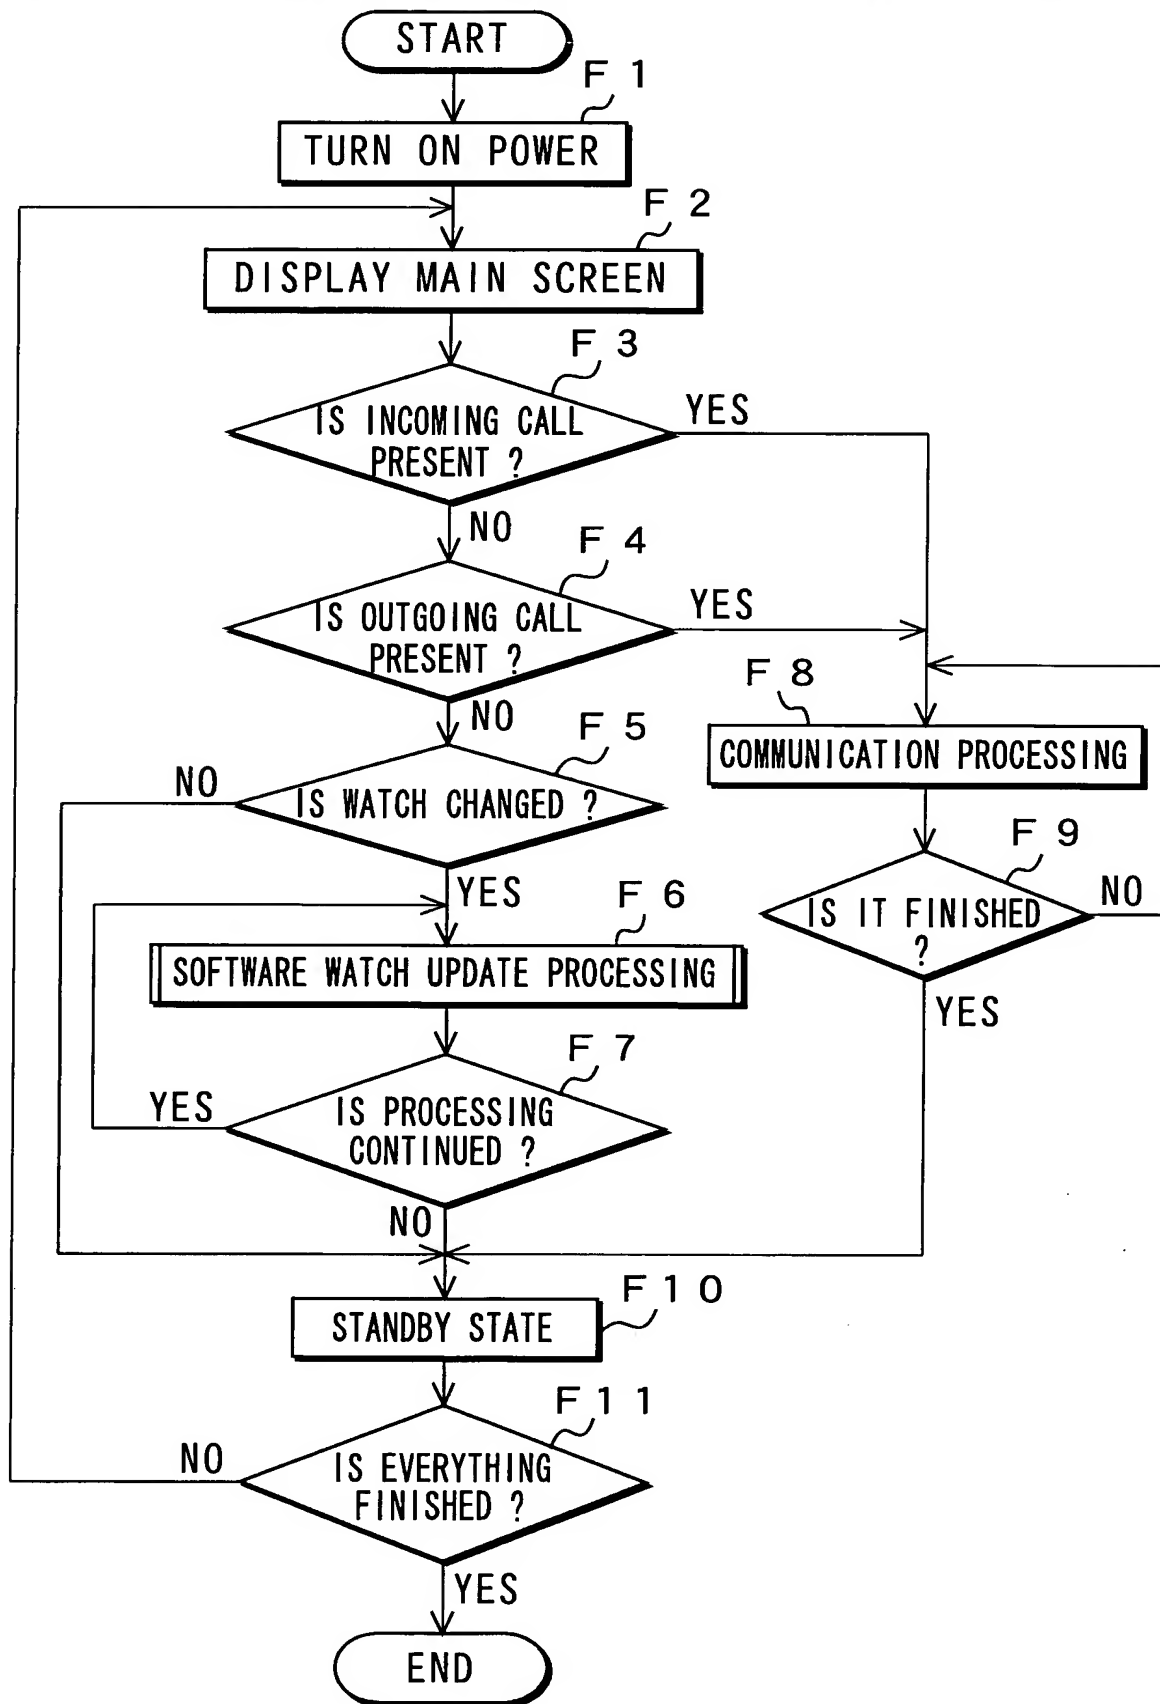 START
F 1
TURN ON POWER
F 2
DISPLAY MAIN SCREEN
F 3
IS INCOMING CALL
PRESENT ?
YES
NO
F 4
IS OUTGOING CALL
PRESENT ?
YES
NO
F 8
COMMUNICATION PROCESSING
F 5
IS WATCH CHANGED ?
NO
YES
F 9
IS IT FINISHED
?
NO
YES
F 6
SOFTWARE WATCH UPDATE PROCESSING
F 7
IS PROCESSING
CONTINUED ?
YES
NO
F 1 0
STANDBY STATE
F 1 1
IS EVERYTHING
FINISHED ?
NO
YES
END